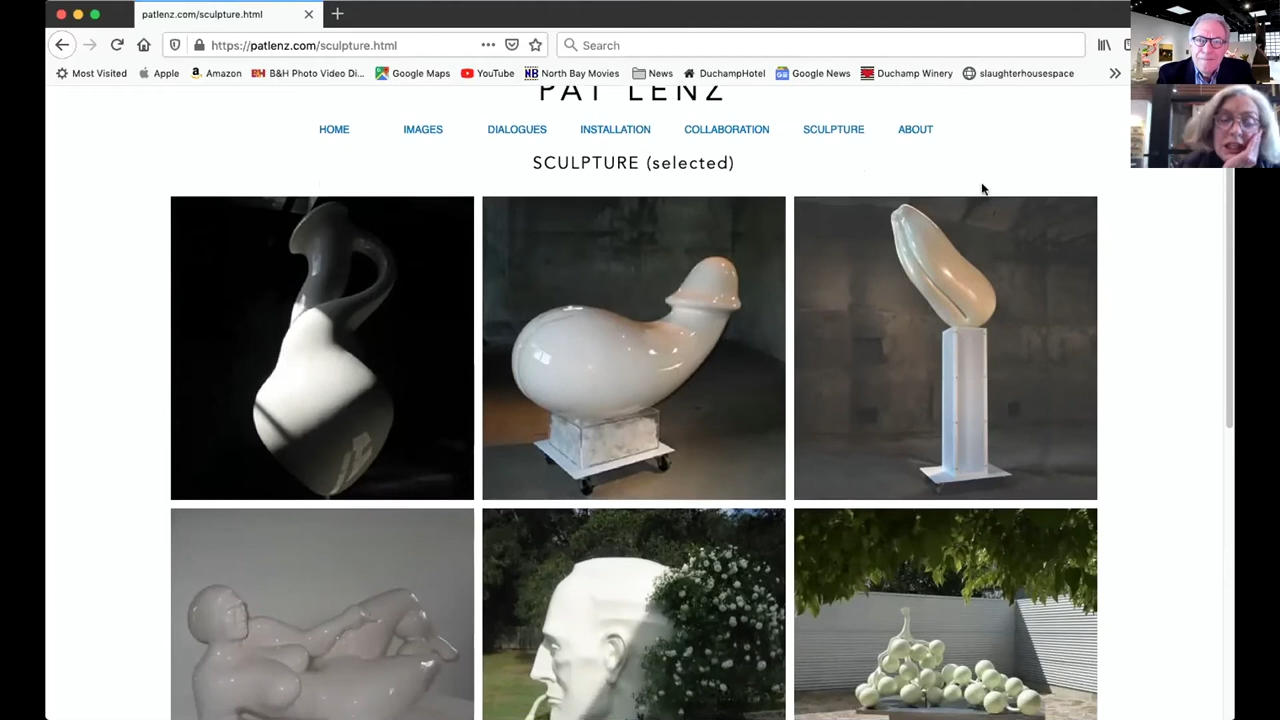 patlenz.com/sculpture.html
https://patlenz.com/sculpture.html
Search
Most Visited Apple Amazon B&H Photo Video Di... Google Maps YouTube North Bay Movies News DuchampHotel Google News Duchamp Winery slaughterhousespace
PAT LENZ
HOME IMAGES DIALOGUES INSTALLATION COLLABORATION SCULPTURE ABOUT
SCULPTURE (selected)